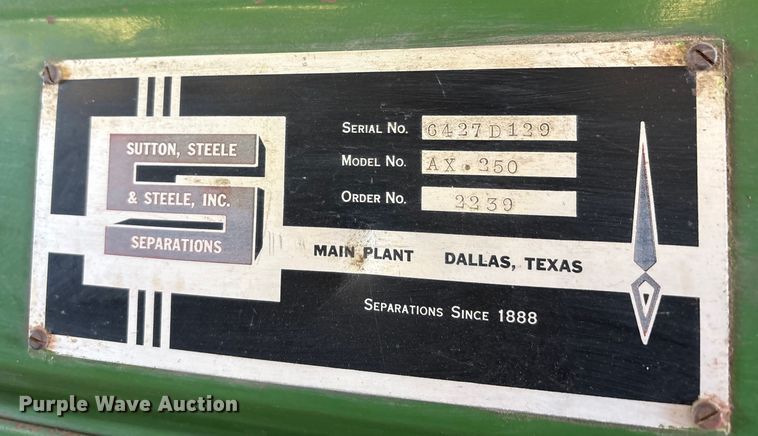 SUTTON, STEELE
& STEELE, INC.
SEPARATIONS
SERIAL NO. 6427D129
MODEL NO. AX.250
ORDER NO. 2239
MAIN PLANT DALLAS, TEXAS
SEPARATIONS SINCE 1888
Purple Wave Auction